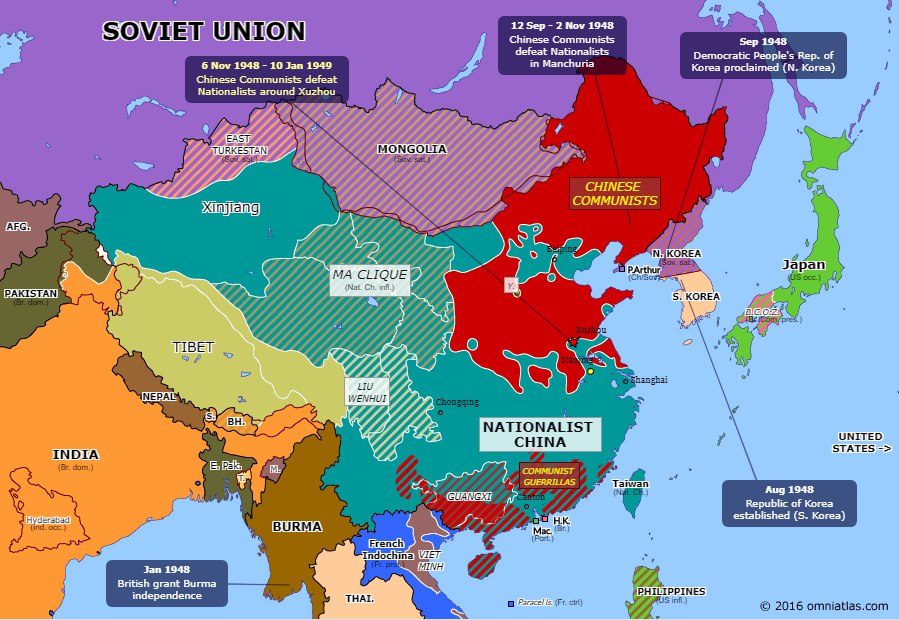 SOVIET UNION
12 Sep - 2 Nov 1948
Chinese Communists
defeat Nationalists
in Manchuria
Sep 1948
Democratic People's Rep. of
Korea proclaimed (N. Korea)
6 Nov 1948 - 10 Jan 1949
Chinese Communists defeat
Nationalists around Xuzhou
EAST
TURKESTAN
(Sov. sat.)
MONGOLIA
(Sov. sat.)
CHINESE
COMMUNISTS
Xinjiang
AFG.
N. KOREA
(Sov. sat.)
P.Arthur
(Ch/Sov)
Japan
(US occ.)
MA CLIQUE
(Nat. Ch. infl.)
Y.
PAKISTAN
(Br. dom.)
S. KOREA
B.C.O.Z.
(Br. Com. pres.)
Xuzhou
TIBET
Nanjing
Shanghai
LIU
WENHUI
NEPAL
Chongqing
S.
BH.
NATIONALIST
CHINA
UNITED
STATES ->
INDIA
(Br. dom.)
E. Pak.
M.
T.
COMMUNIST
GUERRILLAS
Taiwan
(Nat. Ch.)
GUANGXI
Canton
Aug 1948
Republic of Korea
established (S. Korea)
Hyderabad
(Ind. occ.)
BURMA
H.K.
(Br.)
Mac.
(Port.)
French
Indochina
(Fr. prot.)
VIET
MINH
Jan 1948
British grant Burma
independence
THAI.
Paracel Is. (Fr. ctrl)
PHILIPPINES
(US infl.)
© 2016 omniatlas.com